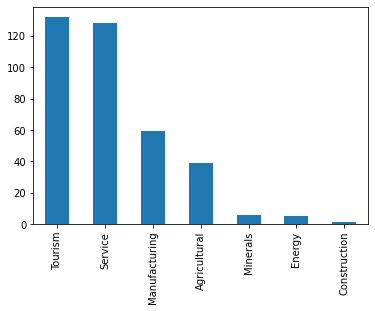 120
100
80
60
40
20
0
Tourism
Service
Manufacturing
Agricultural
Minerals
Energy
Construction